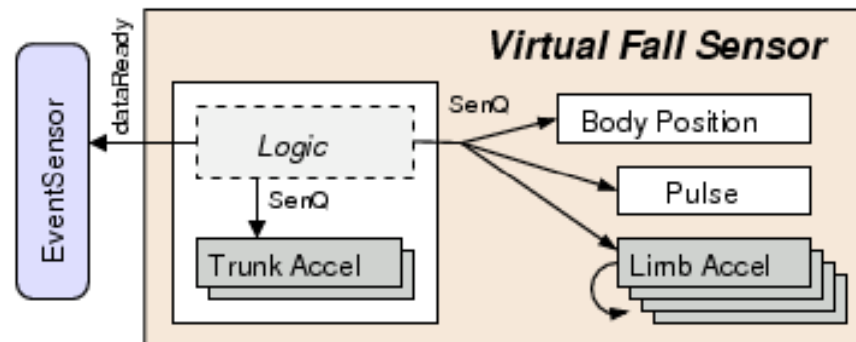 Virtual Fall Sensor
EventSensor
dataReady
Logic
SenQ
Trunk Accel
SenQ
Body Position
Pulse
Limb Accel